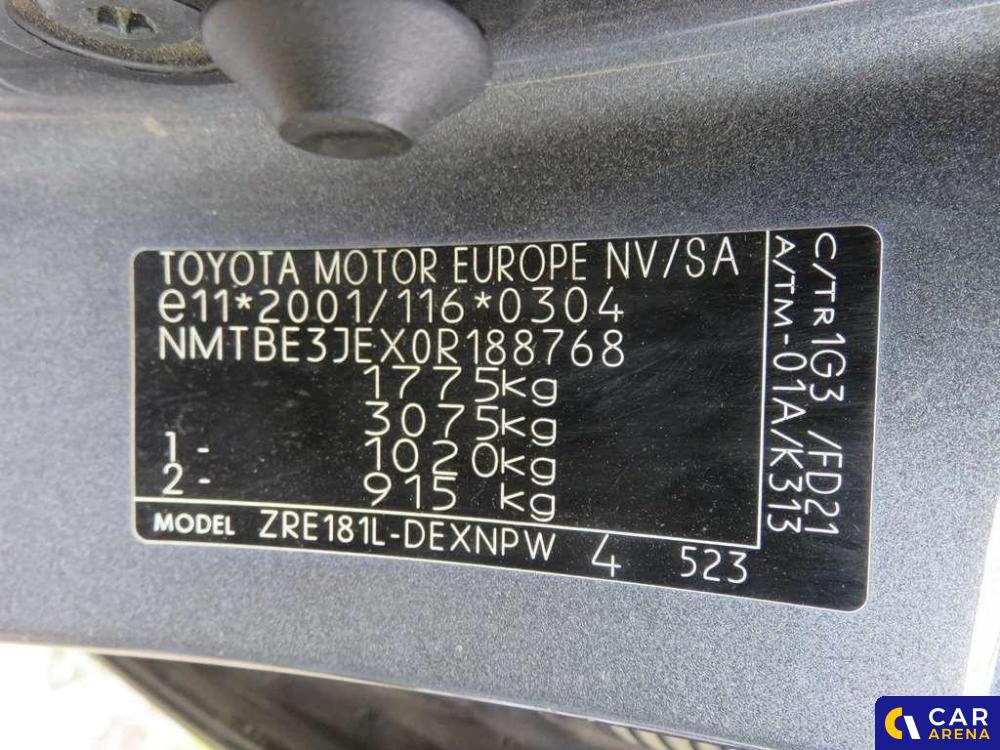 TOYOTA MOTOR EUROPE NV/SA
e11*2001/116*0304
NMTBE3JEX0R188768
1775kg
3075kg
1- 1020kg
2- 915 kg
MODEL ZRE181L-DEXNPW 4 523
C/TR 1G3 /FD21
A/TM-01A/K313
CAR
ARENA